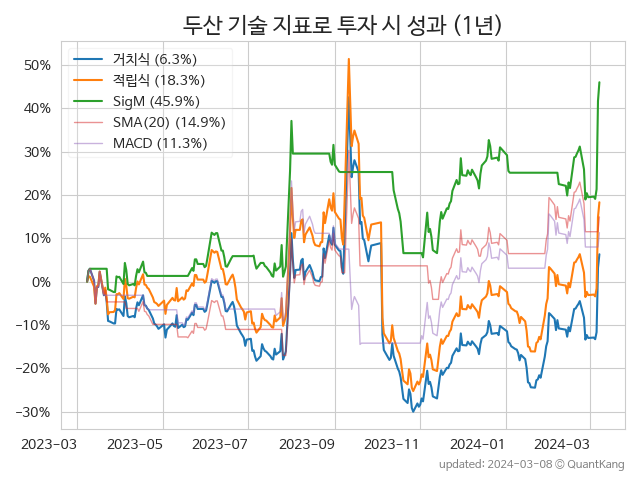 두산 기술 지표로 투자 시 성과 (1년)
거치식 (6.3%)
적립식 (18.3%)
SigM (45.9%)
SMA(20) (14.9%)
MACD (11.3%)
50%
40%
30%
20%
10%
0%
−10%
−20%
−30%
2023−03 2023−05 2023−07 2023−09 2023−11 2024−01 2024−03
updated: 2024-03-08 ⓒ QuantKang